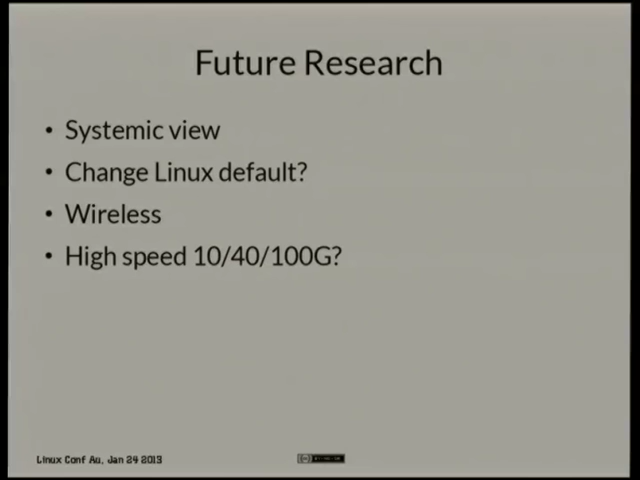 Future Research
• Systemic view
• Change Linux default?
• Wireless
• High speed 10/40/100G?
Linux Conf Au, Jan 24 2013